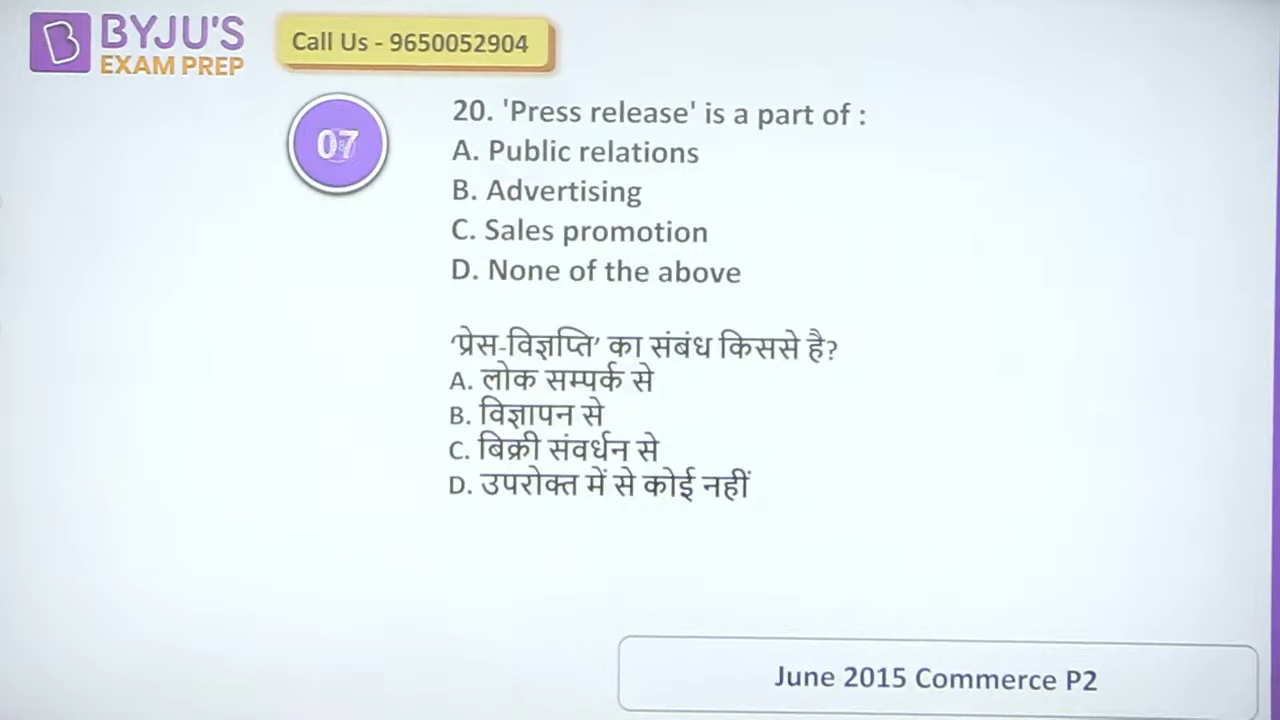 BYJU'S
EXAM PREP
Call Us - 9650052904
07
20. 'Press release' is a part of :
A. Public relations
B. Advertising
C. Sales promotion
D. None of the above
‘प्रेस-विज्ञप्ति’ का संबंध किससे है?
A. लोक सम्पर्क से
B. विज्ञापन से
C. बिक्री संवर्धन से
D. उपरोक्त में से कोई नहीं
June 2015 Commerce P2